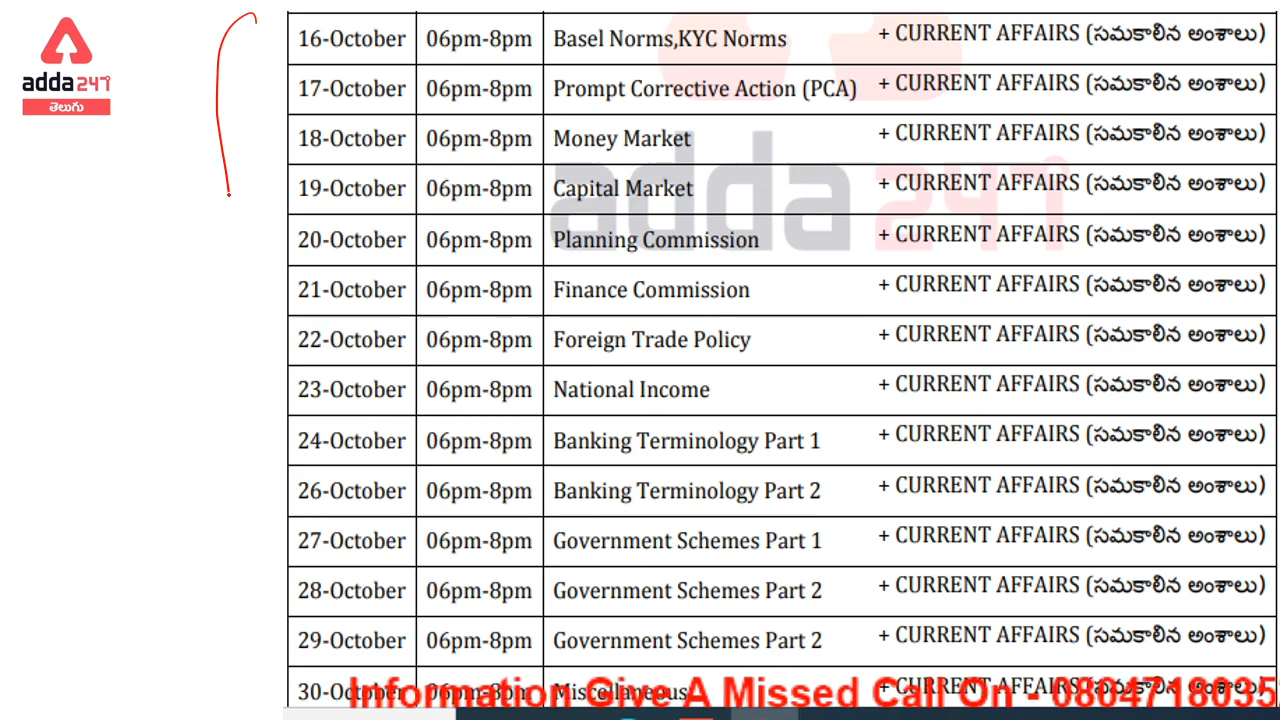 adda247
తెలుగు
16-October 06pm-8pm Basel Norms,KYC Norms + CURRENT AFFAIRS (సమకాలీన అంశాలు)
17-October 06pm-8pm Prompt Corrective Action (PCA) + CURRENT AFFAIRS (సమకాలీన అంశాలు)
18-October 06pm-8pm Money Market + CURRENT AFFAIRS (సమకాలీన అంశాలు)
19-October 06pm-8pm Capital Market + CURRENT AFFAIRS (సమకాలీన అంశాలు)
20-October 06pm-8pm Planning Commission + CURRENT AFFAIRS (సమకాలీన అంశాలు)
21-October 06pm-8pm Finance Commission + CURRENT AFFAIRS (సమకాలీన అంశాలు)
22-October 06pm-8pm Foreign Trade Policy + CURRENT AFFAIRS (సమకాలీన అంశాలు)
23-October 06pm-8pm National Income + CURRENT AFFAIRS (సమకాలీన అంశాలు)
24-October 06pm-8pm Banking Terminology Part 1 + CURRENT AFFAIRS (సమకాలీన అంశాలు)
26-October 06pm-8pm Banking Terminology Part 2 + CURRENT AFFAIRS (సమకాలీన అంశాలు)
27-October 06pm-8pm Government Schemes Part 1 + CURRENT AFFAIRS (సమకాలీన అంశాలు)
28-October 06pm-8pm Government Schemes Part 2 + CURRENT AFFAIRS (సమకాలీన అంశాలు)
29-October 06pm-8pm Government Schemes Part 2 + CURRENT AFFAIRS (సమకాలీన అంశాలు)
30-October 06pm-8pm Miscellaneous + CURRENT AFFAIRS (సమకాలీన అంశాలు)
Information Give A Missed Call On - 0804718035
adda247